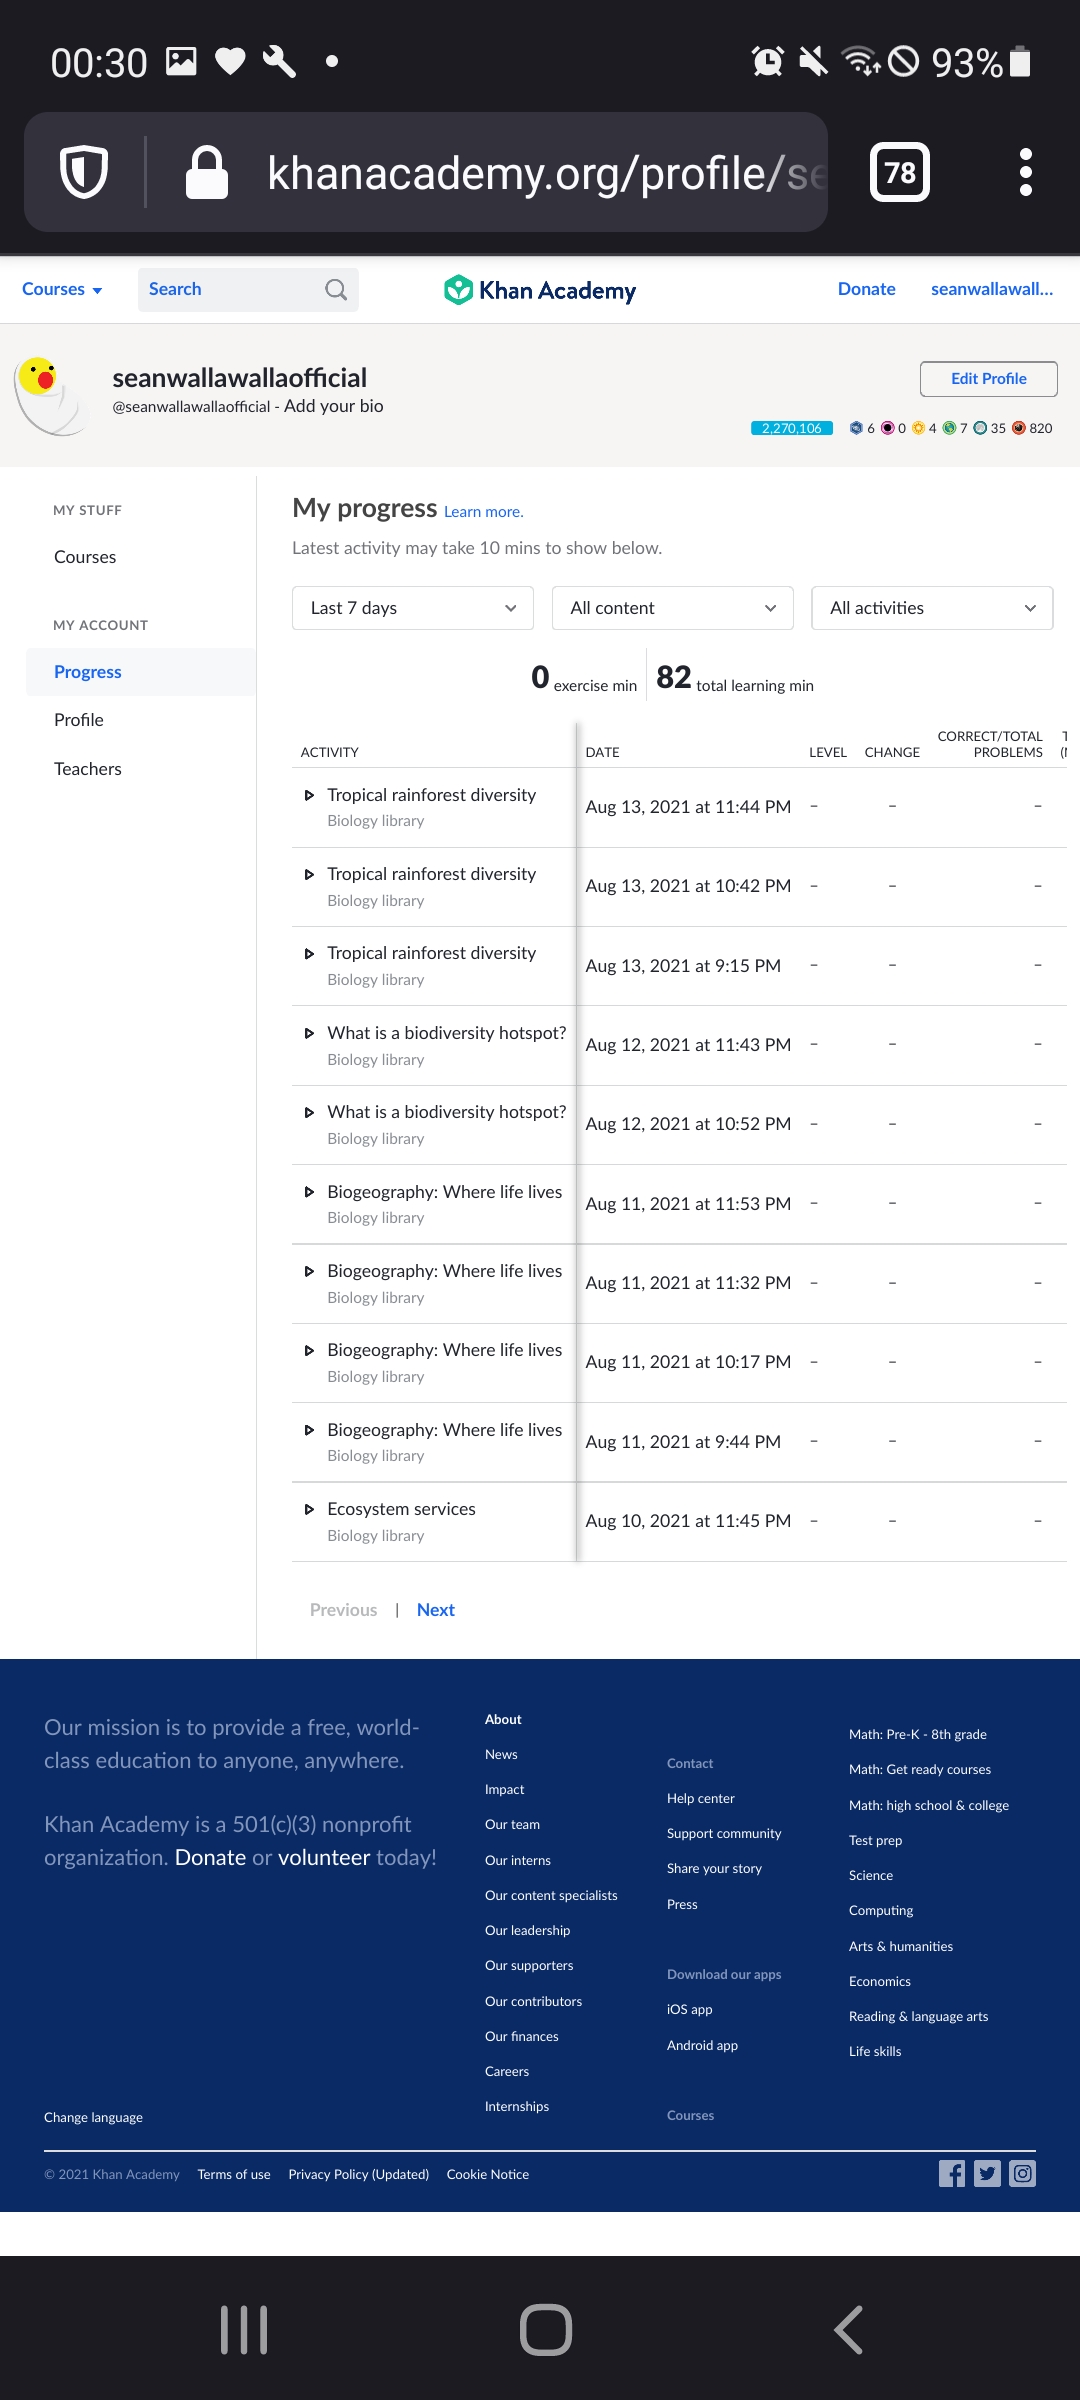 00:30
93%
khanacademy.org/profile/se
78
Courses
Search
Khan Academy
Donate
seanwallawall...
seanwallawallaofficial
@seanwallawallaofficial - Add your bio
Edit Profile
2,270,106 6 0 4 7 35 820
MY STUFF
Courses
MY ACCOUNT
Progress
Profile
Teachers
My progress Learn more.
Latest activity may take 10 mins to show below.
Last 7 days
All content
All activities
0 exercise min
82 total learning min
ACTIVITY DATE LEVEL CHANGE CORRECT/TOTAL PROBLEMS
Tropical rainforest diversity
Biology library
Aug 13, 2021 at 11:44 PM – – –
Tropical rainforest diversity
Biology library
Aug 13, 2021 at 10:42 PM – – –
Tropical rainforest diversity
Biology library
Aug 13, 2021 at 9:15 PM – – –
What is a biodiversity hotspot?
Biology library
Aug 12, 2021 at 11:43 PM – – –
What is a biodiversity hotspot?
Biology library
Aug 12, 2021 at 10:52 PM – – –
Biogeography: Where life lives
Biology library
Aug 11, 2021 at 11:53 PM – – –
Biogeography: Where life lives
Biology library
Aug 11, 2021 at 11:32 PM – – –
Biogeography: Where life lives
Biology library
Aug 11, 2021 at 10:17 PM – – –
Biogeography: Where life lives
Biology library
Aug 11, 2021 at 9:44 PM – – –
Ecosystem services
Biology library
Aug 10, 2021 at 11:45 PM – – –
Previous | Next
Our mission is to provide a free, world-
class education to anyone, anywhere.
Khan Academy is a 501(c)(3) nonprofit
organization. Donate or volunteer today!
Change language
About
News
Impact
Our team
Our interns
Our content specialists
Our leadership
Our supporters
Our contributors
Our finances
Careers
Internships
Contact
Help center
Support community
Share your story
Press
Download our apps
iOS app
Android app
Courses
Math: Pre-K - 8th grade
Math: Get ready courses
Math: high school & college
Test prep
Science
Computing
Arts & humanities
Economics
Reading & language arts
Life skills
© 2021 Khan Academy Terms of use Privacy Policy (Updated) Cookie Notice